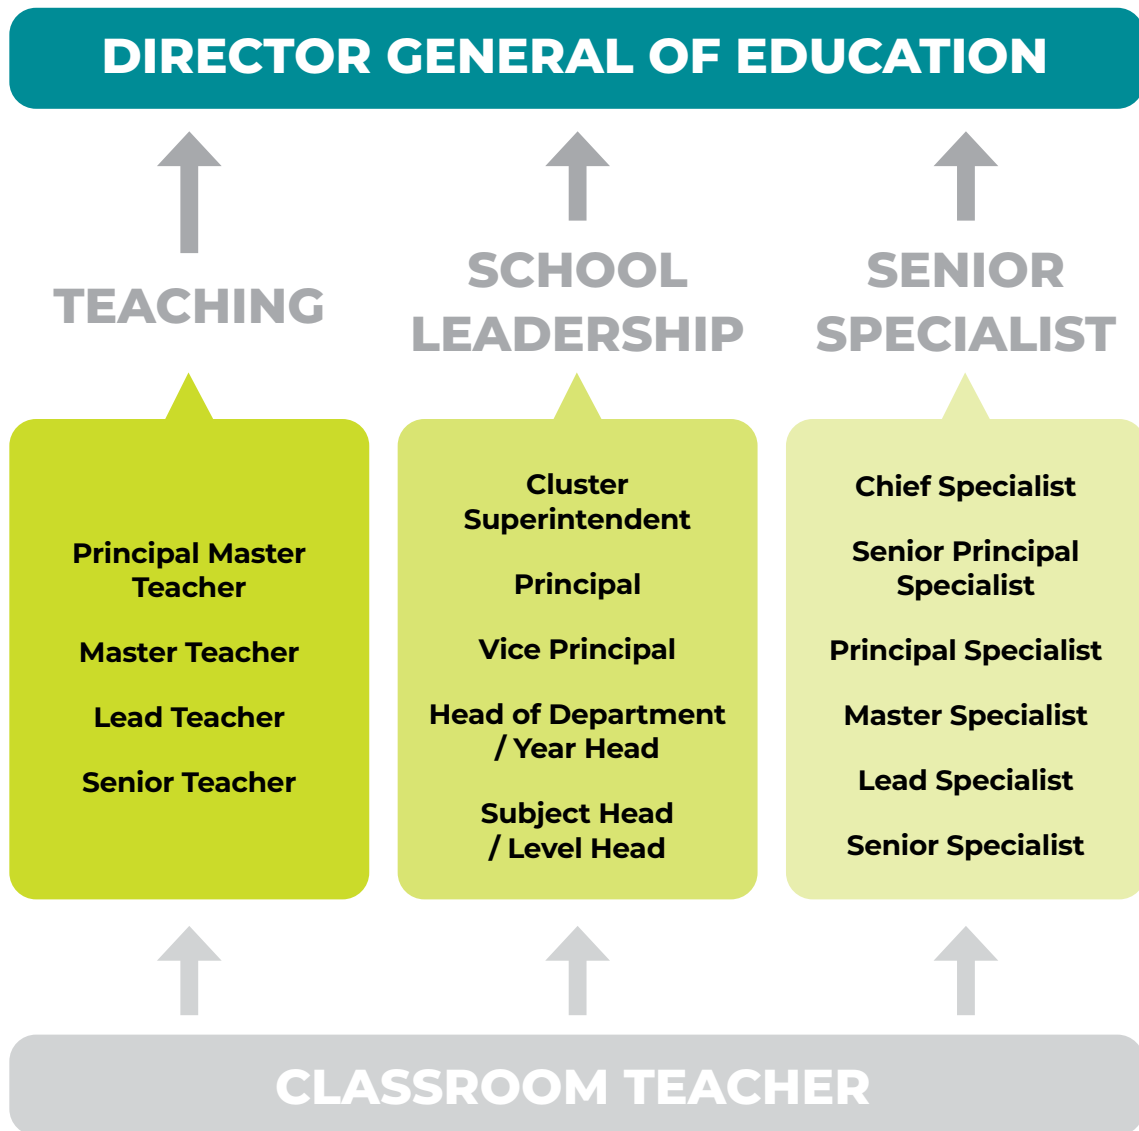 DIRECTOR GENERAL OF EDUCATION
TEACHING
SCHOOL
LEADERSHIP
SENIOR
SPECIALIST
Principal Master
Teacher
Master Teacher
Lead Teacher
Senior Teacher
Cluster
Superintendent
Principal
Vice Principal
Head of Department
/ Year Head
Subject Head
/ Level Head
Chief Specialist
Senior Principal
Specialist
Principal Specialist
Master Specialist
Lead Specialist
Senior Specialist
CLASSROOM TEACHER